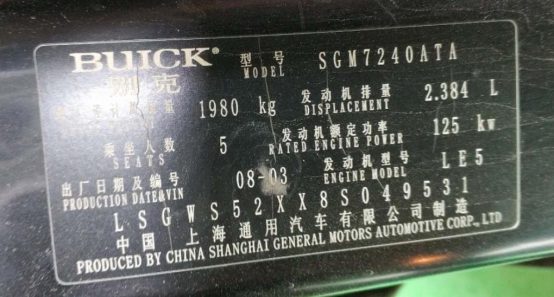 BUICK 型号 SGM7240ATA
别克 MODEL
量 1980 kg 发动机排量 2.384 L
DISPLACEMENT
乘坐人数 5 发动机额定功率 125 kw
SEATS RATED ENGINE POWER
出厂日期及编号 08-03 发动机型号 LE5
PRODUCTION DATE&VIN ENGINE MODEL
LSGWS52XX8S049531
中国 上海通用汽车有限公司制造
PRODUCED BY CHINA SHANGHAI GENERAL MOTORS AUTOMOTIVE CORP., LTD